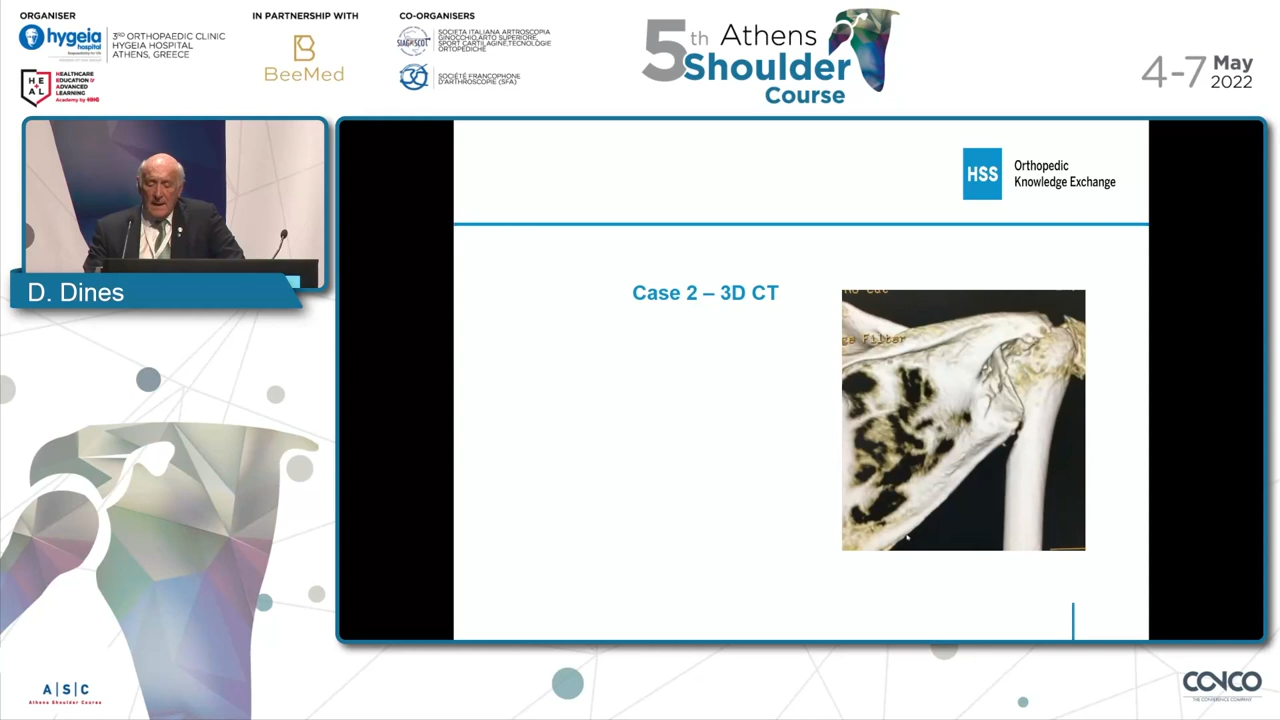 ORGANISER
hygeia
hospital
3RD ORTHOPAEDIC CLINIC
HYGEIA HOSPITAL
ATHENS, GREECE
HEAL
HEALTHCARE
EDUCATION &
ADVANCED
LEARNING
Academy by HHG
IN PARTNERSHIP WITH
BeeMed
CO-ORGANISERS
SIAGASCOT
SOCIETA ITALIANA ARTROSCOPIA
GINOCCHIO, ARTO SUPERIORE,
SPORT CARTILAGINE, TECNOLOGIE
ORTOPEDICHE
SOCIÉTÉ FRANCOPHONE
D'ARTHROSCOPIE (SFA)
5th Athens
Shoulder
Course
4-7 May
2022
D. Dines
HSS
Orthopedic
Knowledge Exchange
Case 2 – 3D CT
ge Filter
A|S|C
Athens Shoulder Course
CONCO
THE CONFERENCE COMPANY